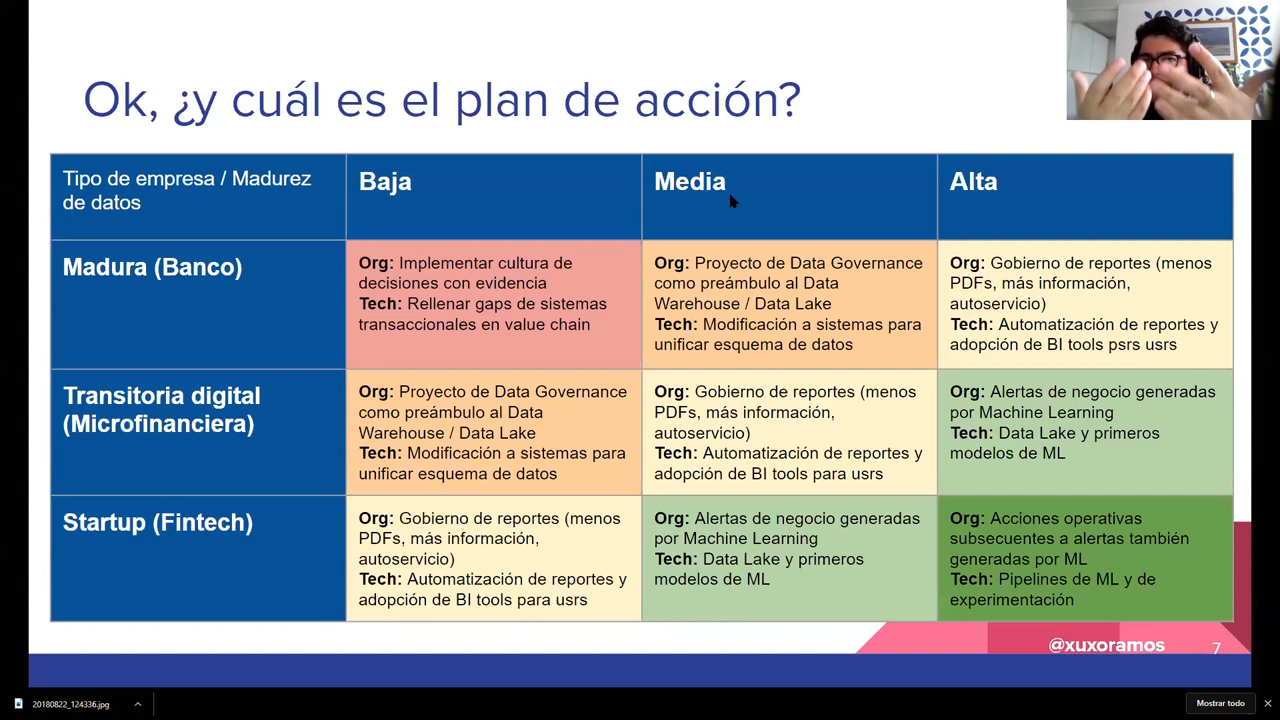 Ok, ¿y cuál es el plan de acción?
Tipo de empresa / Madurez
de datos
Baja
Media
Alta
Madura (Banco)
Org: Implementar cultura de
decisiones con evidencia
Tech: Rellenar gaps de sistemas
transaccionales en value chain
Org: Proyecto de Data Governance
como preámbulo al Data
Warehouse / Data Lake
Tech: Modificación a sistemas para
unificar esquema de datos
Org: Gobierno de reportes (menos
PDFs, más información,
autoservicio)
Tech: Automatización de reportes y
adopción de BI tools psrs usrs
Transitoria digital
(Microfinanciera)
Org: Proyecto de Data Governance
como preámbulo al Data
Warehouse / Data Lake
Tech: Modificación a sistemas para
unificar esquema de datos
Org: Gobierno de reportes (menos
PDFs, más información,
autoservicio)
Tech: Automatización de reportes y
adopción de BI tools para usrs
Org: Alertas de negocio generadas
por Machine Learning
Tech: Data Lake y primeros
modelos de ML
Startup (Fintech)
Org: Gobierno de reportes (menos
PDFs, más información,
autoservicio)
Tech: Automatización de reportes y
adopción de BI tools para usrs
Org: Alertas de negocio generadas
por Machine Learning
Tech: Data Lake y primeros
modelos de ML
Org: Acciones operativas
subsecuentes a alertas también
generadas por ML
Tech: Pipelines de ML y de
experimentación
@xuxoramos
7
20180822_124336.jpg
Mostrar todo